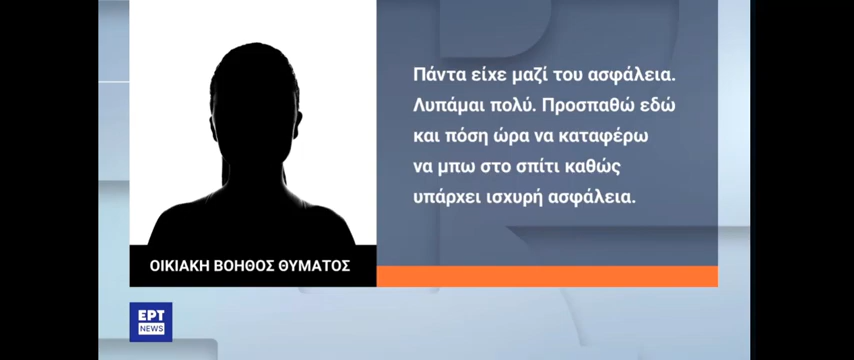 Πάντα είχε μαζί του ασφάλεια.
Λυπάμαι πολύ. Προσπαθώ εδώ
και πόση ώρα να καταφέρω
να μπω στο σπίτι καθώς
υπάρχει ισχυρή ασφάλεια.
ΟΙΚΙΑΚΗ ΒΟΗΘΟΣ ΘΥΜΑΤΟΣ
ΕΡΤ
NEWS